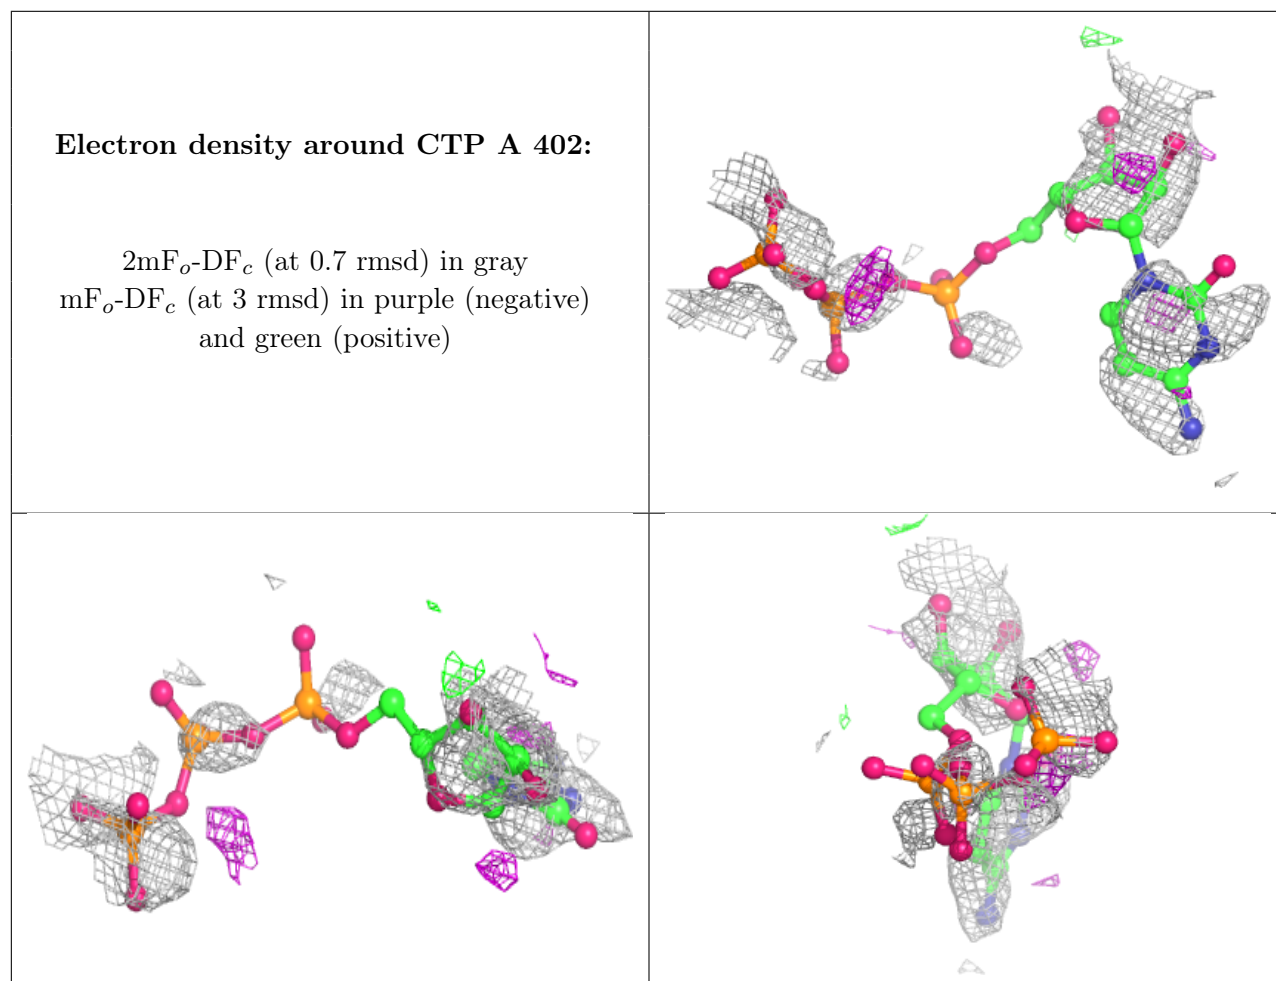 Electron density around CTP A 402:
2mFo-DFc (at 0.7 rmsd) in gray
mFo-DFc (at 3 rmsd) in purple (negative)
and green (positive)